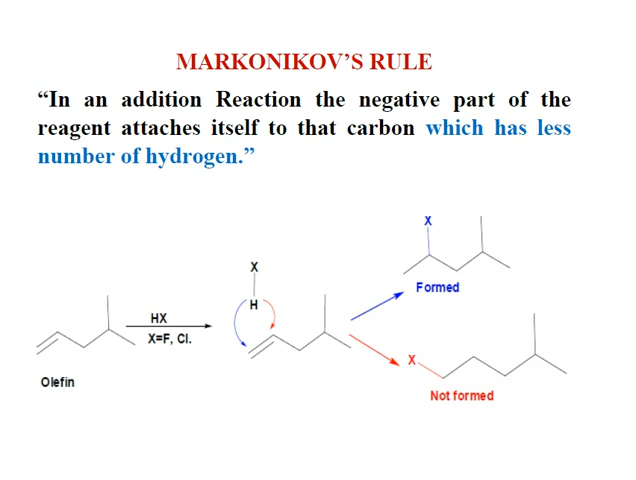 MARKONIKOV'S RULE
“In an addition Reaction the negative part of the
reagent attaches itself to that carbon which has less
number of hydrogen.”
X
X
H
Formed
HX
X=F, Cl.
X
Olefin
Not formed